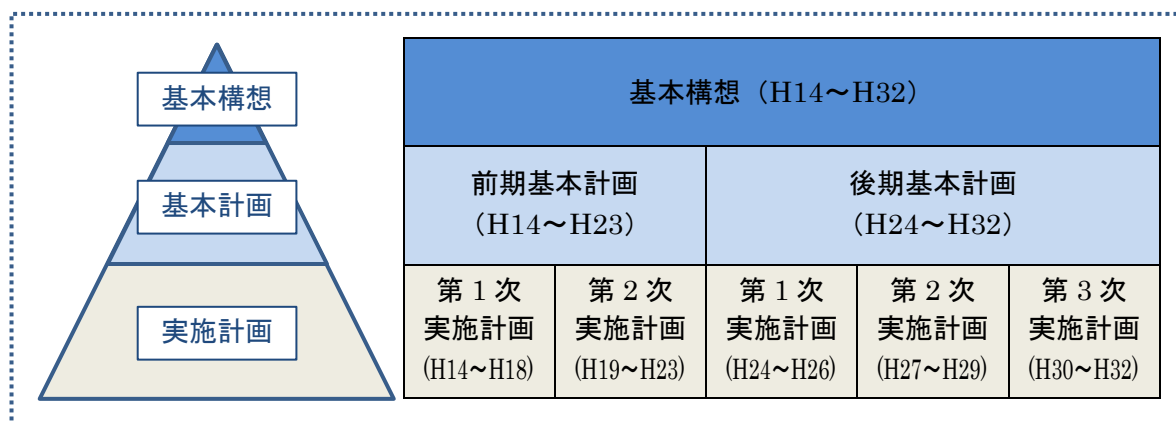 基本構想
基本計画
実施計画
基本構想（H14～H32）
前期基本計画
（H14～H23）
後期基本計画
（H24～H32）
第 1 次
実施計画
(H14～H18)
第 2 次
実施計画
(H19～H23)
第 1 次
実施計画
(H24～H26)
第 2 次
実施計画
(H27～H29)
第 3 次
実施計画
(H30～H32)